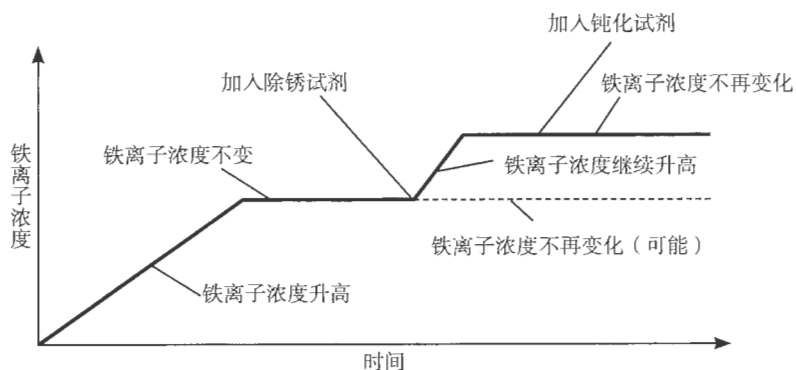 加入钝化试剂
加入除锈试剂
铁离子浓度不再变化
铁离子浓度不变
铁离子浓度继续升高
铁离子浓度
铁离子浓度不再变化（可能）
铁离子浓度升高
时间